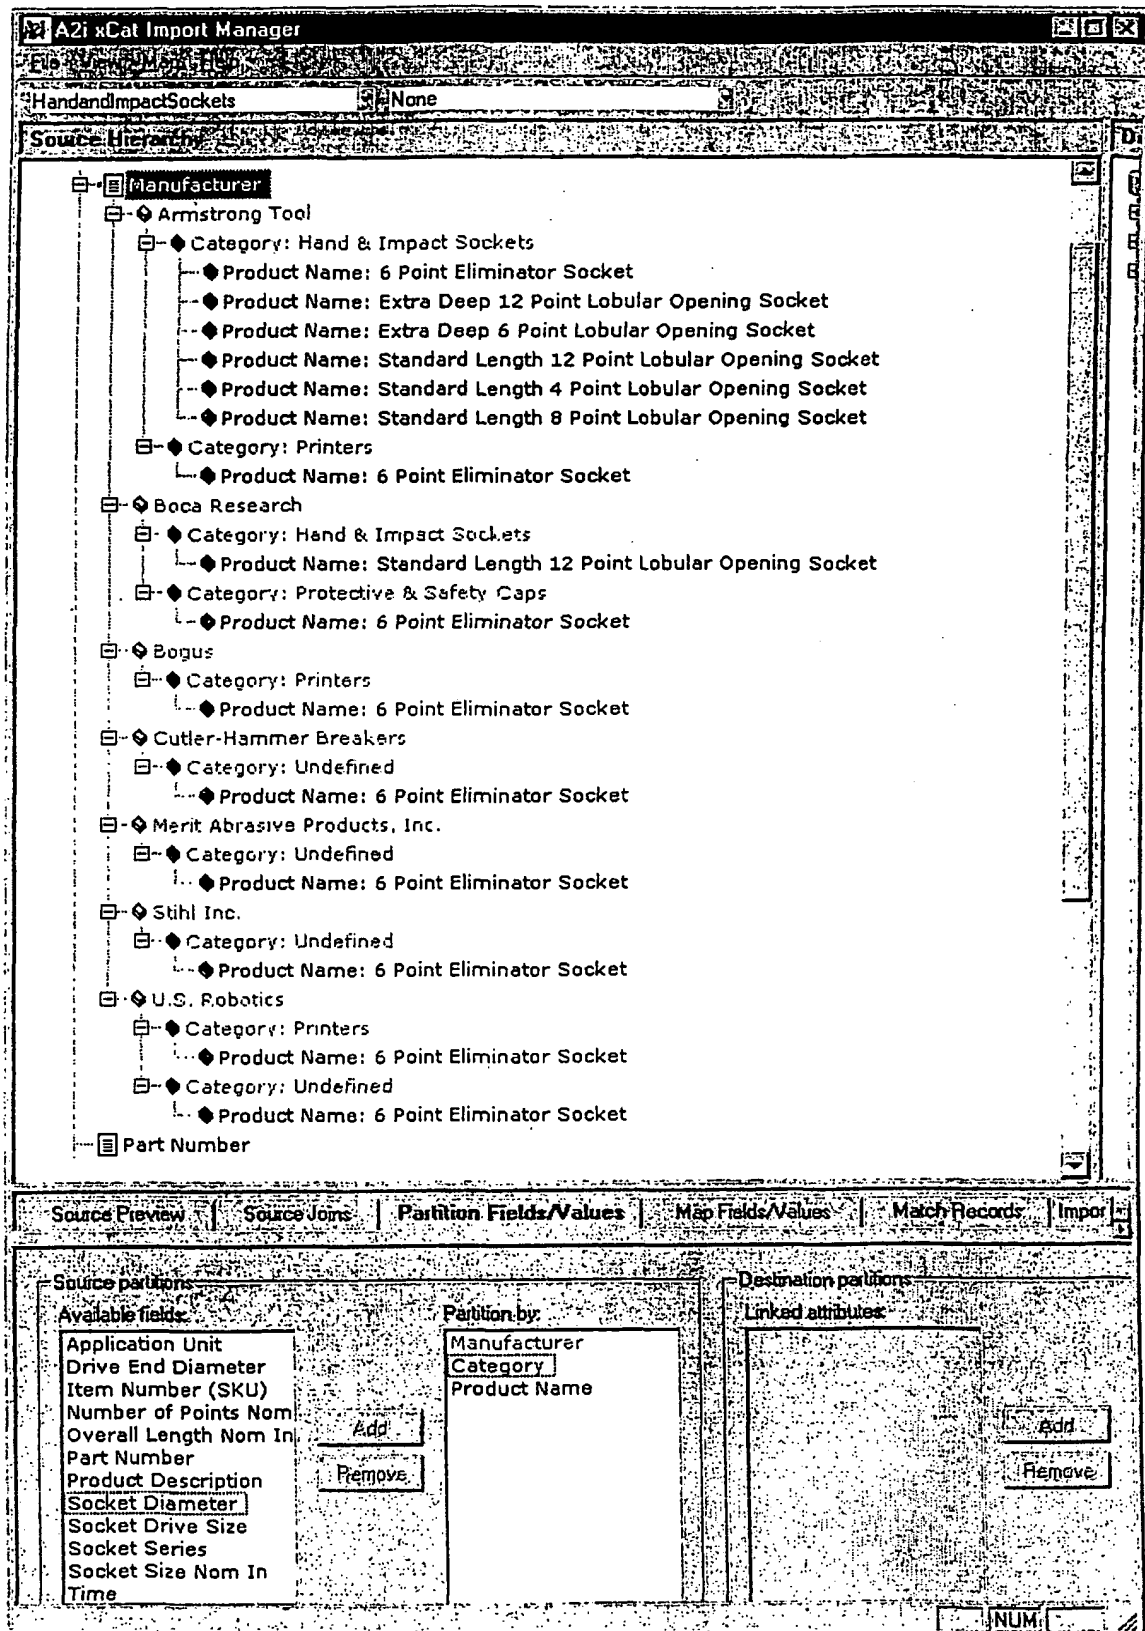 A2i xCat Import Manager
File View Main Help
HandandImpactSockets
None
Source Hierarchy
Manufacturer
Armstrong Tool
Category: Hand & Impact Sockets
Product Name: 6 Point Eliminator Socket
Product Name: Extra Deep 12 Point Lobular Opening Socket
Product Name: Extra Deep 6 Point Lobular Opening Socket
Product Name: Standard Length 12 Point Lobular Opening Socket
Product Name: Standard Length 4 Point Lobular Opening Socket
Product Name: Standard Length 8 Point Lobular Opening Socket
Category: Printers
Product Name: 6 Point Eliminator Socket
Boca Research
Category: Hand & Impact Sockets
Product Name: Standard Length 12 Point Lobular Opening Socket
Category: Protective & Safety Caps
Product Name: 6 Point Eliminator Socket
Bogus
Category: Printers
Product Name: 6 Point Eliminator Socket
Cutler-Hammer Breakers
Category: Undefined
Product Name: 6 Point Eliminator Socket
Merit Abrasive Products, Inc.
Category: Undefined
Product Name: 6 Point Eliminator Socket
Stihl Inc.
Category: Undefined
Product Name: 6 Point Eliminator Socket
U.S. Robotics
Category: Printers
Product Name: 6 Point Eliminator Socket
Category: Undefined
Product Name: 6 Point Eliminator Socket
Part Number
Source Preview
Source Joins
Partition Fields/Values
Map Fields/Values
Match Records
Impor
Source partitions
Available fields:
Application Unit
Drive End Diameter
Item Number (SKU)
Number of Points Nom
Overall Length Nom In
Part Number
Product Description
Socket Diameter
Socket Drive Size
Socket Series
Socket Size Nom In
Time
Add
Remove
Partition by:
Manufacturer
Category
Product Name
Destination partitions
Linked attributes:
Add
Remove
NUM